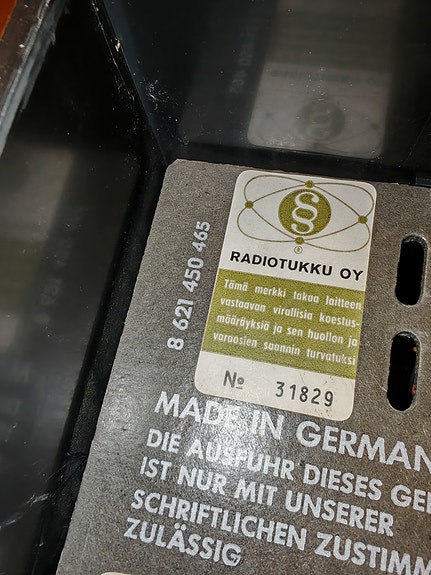 §
RADIOTUKKU OY
Tämä merkki takaa laitteen
vastaavan virallisia koestus-
määräyksiä ja sen huollon ja
varaosien saannin turvatuksi
№ 31829
8 621 450 465
MADE IN GERMAN
DIE AUSFUHR DIESES GE
IST NUR MIT UNSERER
SCHRIFTLICHEN ZUSTIMM
ZULÄSSIG